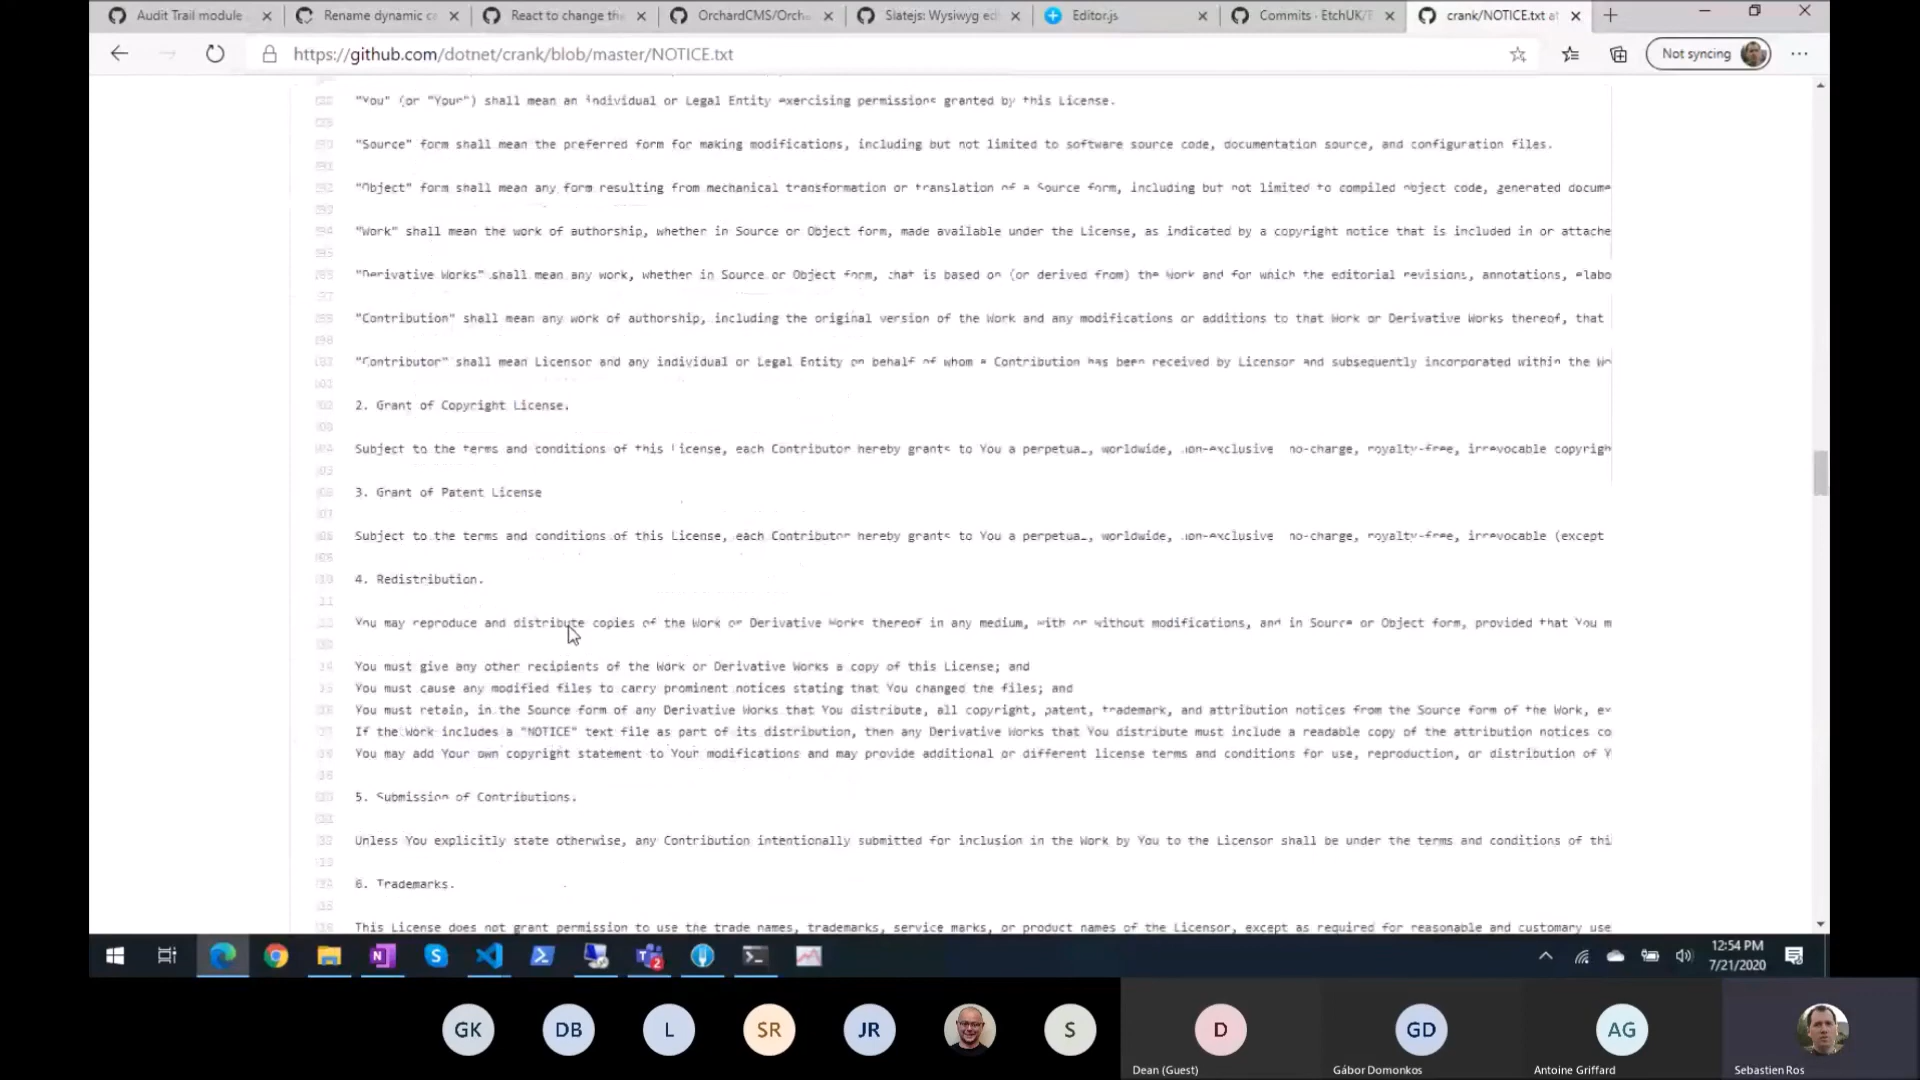 Audit Trail module
Rename dynamic c
React to change th
OrchardCMS/Orch
Slatejs: Wysiwyg ed
Editor.js
Commits · EtchUK/
crank/NOTICE.txt at
https://github.com/dotnet/crank/blob/master/NOTICE.txt
Not syncing
"You" (or "Your") shall mean an individual or Legal Entity exercising permissions granted by this License.
"Source" form shall mean the preferred form for making modifications, including but not limited to software source code, documentation source, and configuration files.
"Object" form shall mean any form resulting from mechanical transformation or translation of a Source form, including but not limited to compiled object code, generated docume
"Work" shall mean the work of authorship, whether in Source or Object form, made available under the License, as indicated by a copyright notice that is included in or attache
"Derivative Works" shall mean any work, whether in Source or Object form, that is based on (or derived from) the Work and for which the editorial revisions, annotations, elabo
"Contribution" shall mean any work of authorship, including the original version of the Work and any modifications or additions to that Work or Derivative Works thereof, that
"Contributor" shall mean Licensor and any individual or Legal Entity on behalf of whom a Contribution has been received by Licensor and subsequently incorporated within the Wo
2. Grant of Copyright License.
Subject to the terms and conditions of this License, each Contributor hereby grants to You a perpetual, worldwide, non-exclusive no-charge, royalty-free, irrevocable copyrigh
3. Grant of Patent License
Subject to the terms and conditions of this License, each Contributor hereby grants to You a perpetual, worldwide, non-exclusive no-charge, royalty-free, irrevocable (except
4. Redistribution.
You may reproduce and distribute copies of the Work or Derivative Works thereof in any medium, with or without modifications, and in Source or Object form, provided that You m
You must give any other recipients of the Work or Derivative Works a copy of this License; and
You must cause any modified files to carry prominent notices stating that You changed the files; and
You must retain, in the Source form of any Derivative Works that You distribute, all copyright, patent, trademark, and attribution notices from the Source form of the Work, ex
If the Work includes a "NOTICE" text file as part of its distribution, then any Derivative Works that You distribute must include a readable copy of the attribution notices co
You may add Your own copyright statement to Your modifications and may provide additional or different license terms and conditions for use, reproduction, or distribution of Y
5. Submission of Contributions.
Unless You explicitly state otherwise, any Contribution intentionally submitted for inclusion in the Work by You to the Licensor shall be under the terms and conditions of thi
6. Trademarks.
This License does not grant permission to use the trade names, trademarks, service marks, or product names of the Licensor, except as required for reasonable and customary use
12:54 PM
7/21/2020
GK
DB
L
SR
JR
S
D
GD
AG
Dean (Guest)
Gábor Domonkos
Antoine Griffard
Sebastien Ros